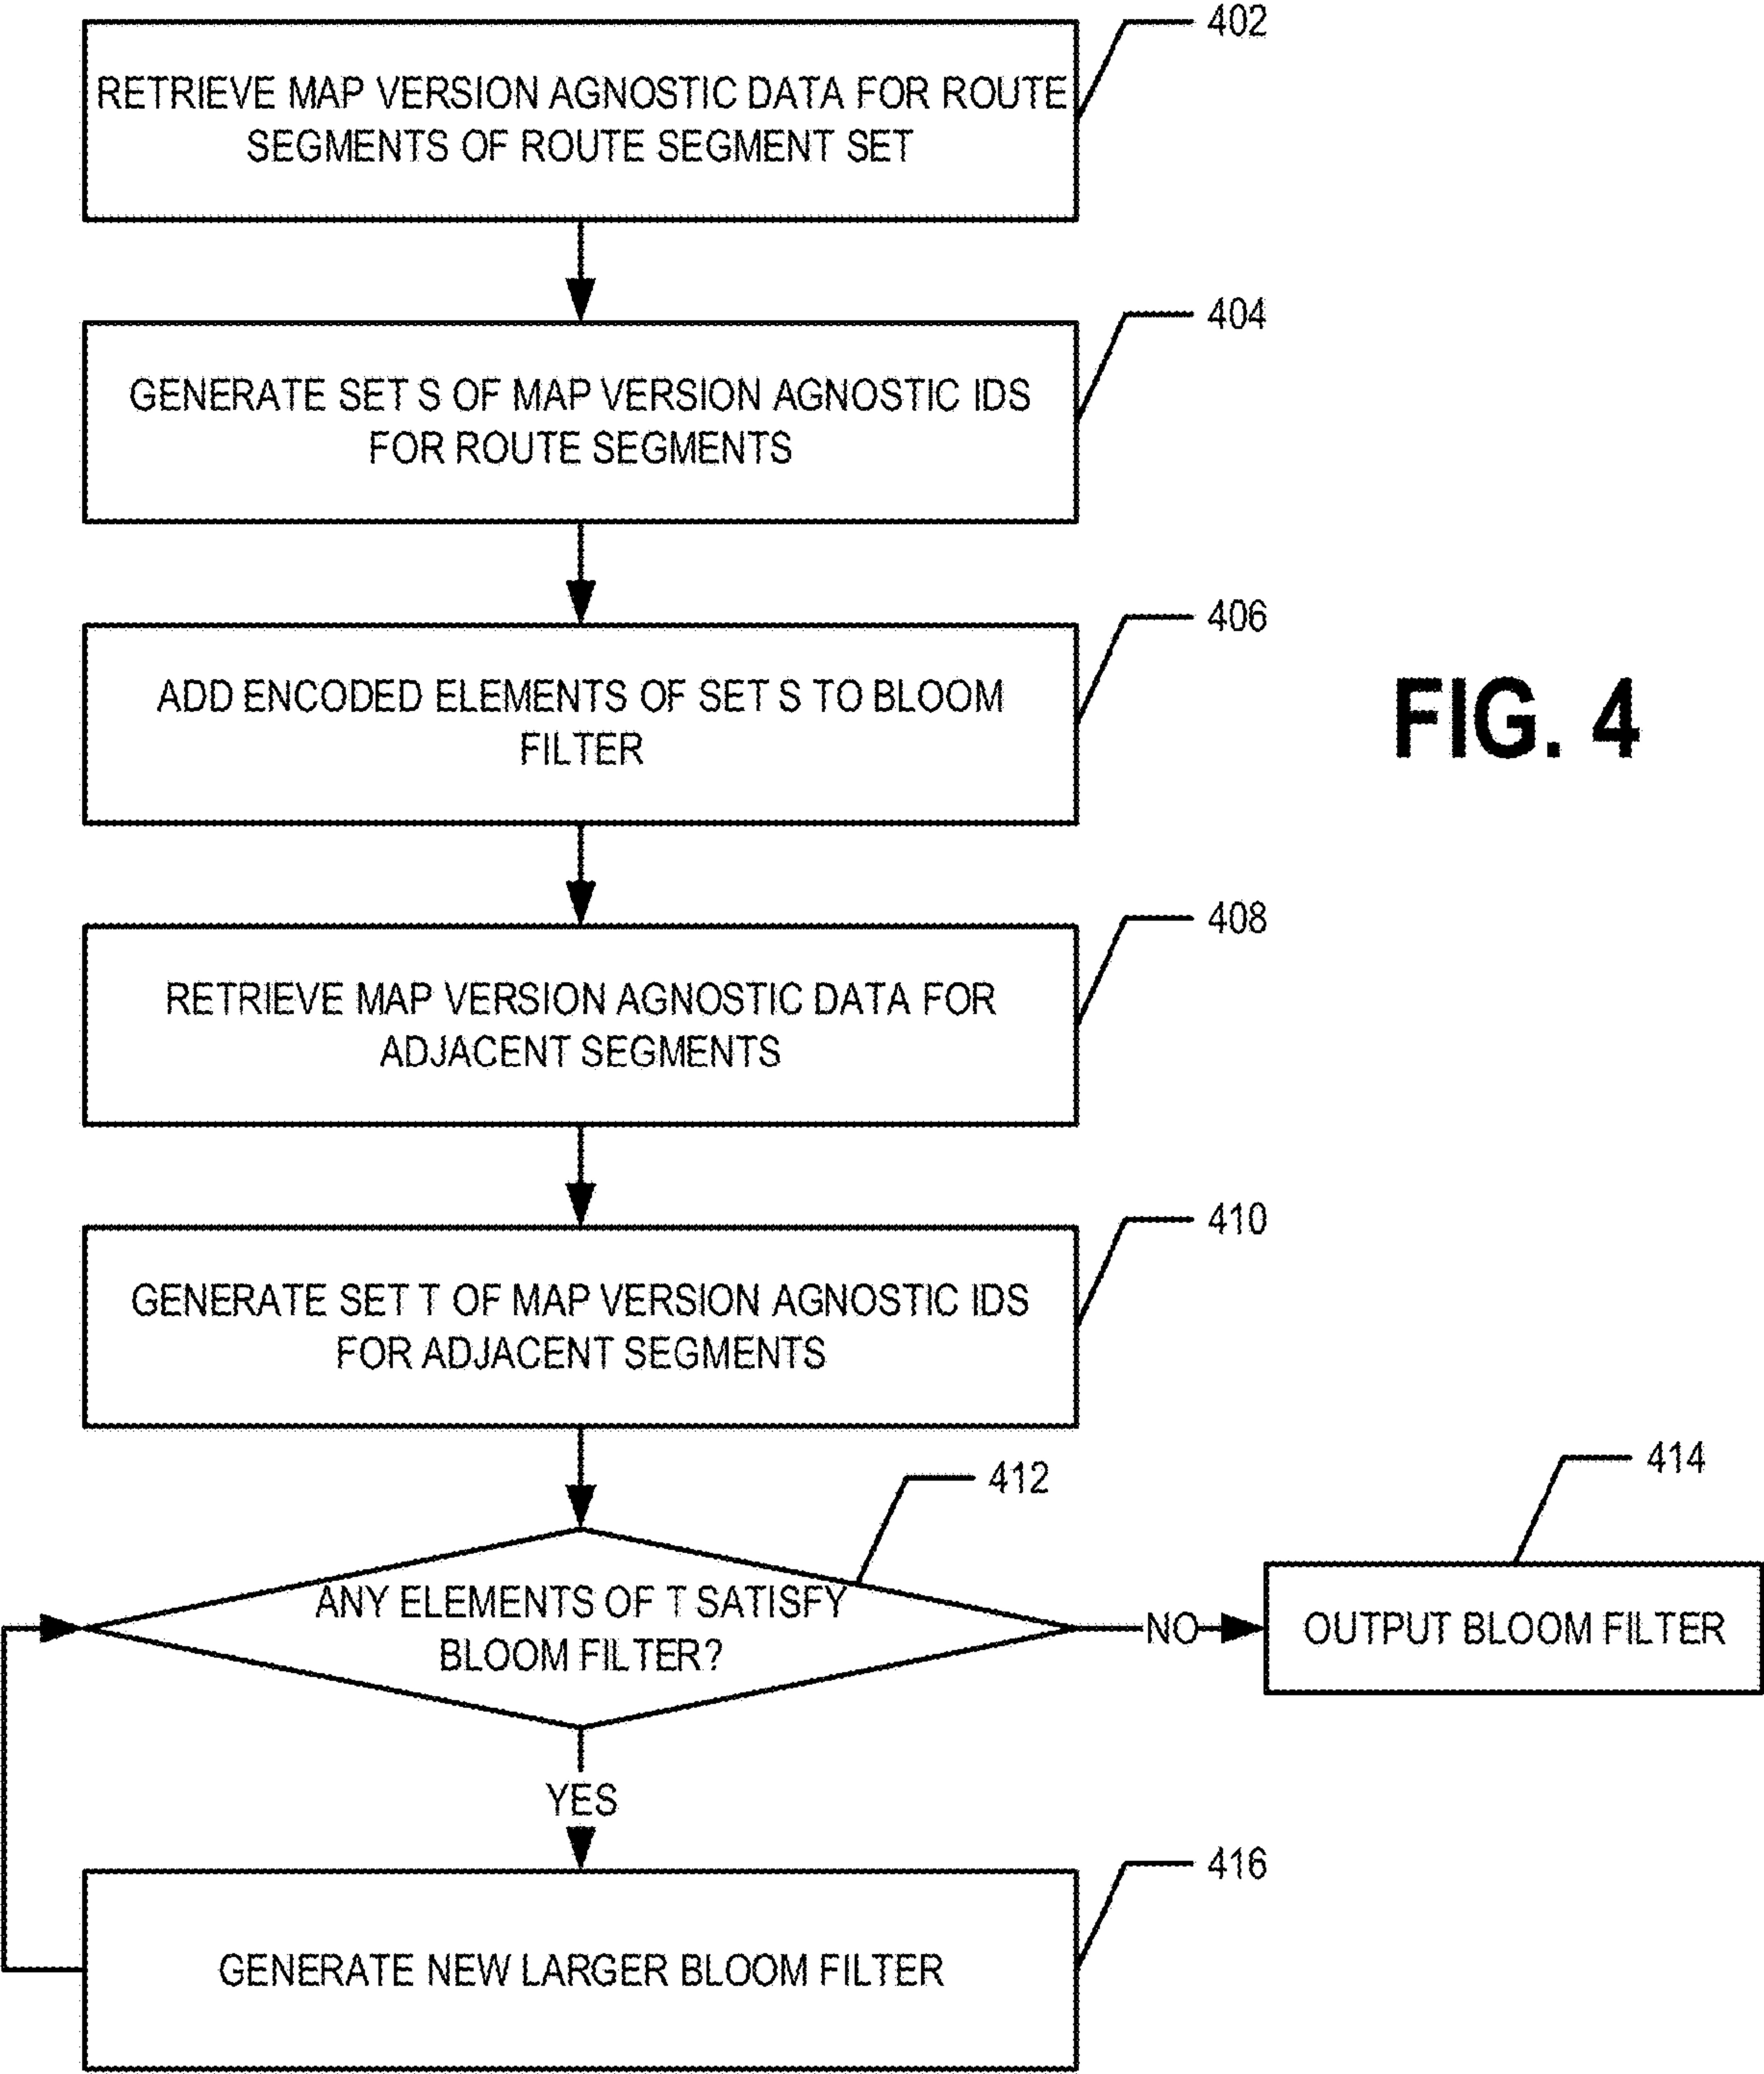 402
RETRIEVE MAP VERSION AGNOSTIC DATA FOR ROUTE
SEGMENTS OF ROUTE SEGMENT SET
404
GENERATE SET S OF MAP VERSION AGNOSTIC IDS
FOR ROUTE SEGMENTS
406
ADD ENCODED ELEMENTS OF SET S TO BLOOM
FILTER
FIG. 4
408
RETRIEVE MAP VERSION AGNOSTIC DATA FOR
ADJACENT SEGMENTS
410
GENERATE SET T OF MAP VERSION AGNOSTIC IDS
FOR ADJACENT SEGMENTS
412
414
ANY ELEMENTS OF T SATISFY
BLOOM FILTER?
NO
OUTPUT BLOOM FILTER
YES
416
GENERATE NEW LARGER BLOOM FILTER